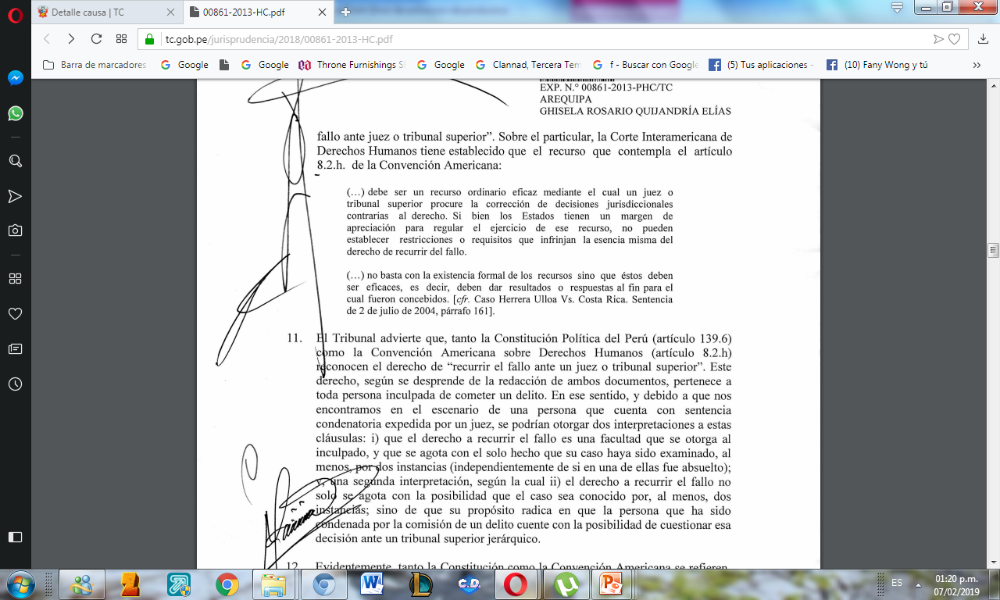 Detalle causa | TC
00861-2013-HC.pdf
tc.gob.pe/jurisprudencia/2018/00861-2013-HC.pdf
Barra de marcadores
Google
Google
Throne Furnishings S
Google
Clannad, Tercera Tem
f - Buscar con Google
(5) Tus aplicaciones -
(10) Fany Wong y tú
EXP. N.° 00861-2013-PHC/TC
AREQUIPA
GHISELA ROSARIO QUIJANDRÍA ELÍAS
fallo ante juez o tribunal superior”. Sobre el particular, la Corte Interamericana de
Derechos Humanos tiene establecido que el recurso que contempla el artículo
8.2.h. de la Convención Americana:
(…) debe ser un recurso ordinario eficaz mediante el cual un juez o
tribunal superior procure la corrección de decisiones jurisdiccionales
contrarias al derecho. Si bien los Estados tienen un margen de
apreciación para regular el ejercicio de ese recurso, no pueden
establecer restricciones o requisitos que infrinjan la esencia misma del
derecho de recurrir del fallo.
(…) no basta con la existencia formal de los recursos sino que éstos deben
ser eficaces, es decir, deben dar resultados o respuestas al fin para el
cual fueron concebidos. [cfr. Caso Herrera Ulloa Vs. Costa Rica. Sentencia
de 2 de julio de 2004, párrafo 161].
11. El Tribunal advierte que, tanto la Constitución Política del Perú (artículo 139.6)
como la Convención Americana sobre Derechos Humanos (artículo 8.2.h)
reconocen el derecho de “recurrir el fallo ante un juez o tribunal superior”. Este
derecho, según se desprende de la redacción de ambos documentos, pertenece a
toda persona inculpada de cometer un delito. En ese sentido, y debido a que nos
encontramos en el escenario de una persona que cuenta con sentencia
condenatoria expedida por un juez, se podrían otorgar dos interpretaciones a estas
cláusulas: i) que el derecho a recurrir el fallo es una facultad que se otorga al
inculpado, y que se agota con el solo hecho que su caso haya sido examinado, al
menos, por dos instancias (independientemente de si en una de ellas fue absuelto);
y, una segunda interpretación, según la cual ii) el derecho a recurrir el fallo no
solo se agota con la posibilidad que el caso sea conocido por, al menos, dos
instancias; sino de que su propósito radica en que la persona que ha sido
condenada por la comisión de un delito cuente con la posibilidad de cuestionar esa
decisión ante un tribunal superior jerárquico.
12. Evidentemente, tanto la Constitución como la Convención Americana se refieren
C.D.
ES
01:20 p.m.
07/02/2019